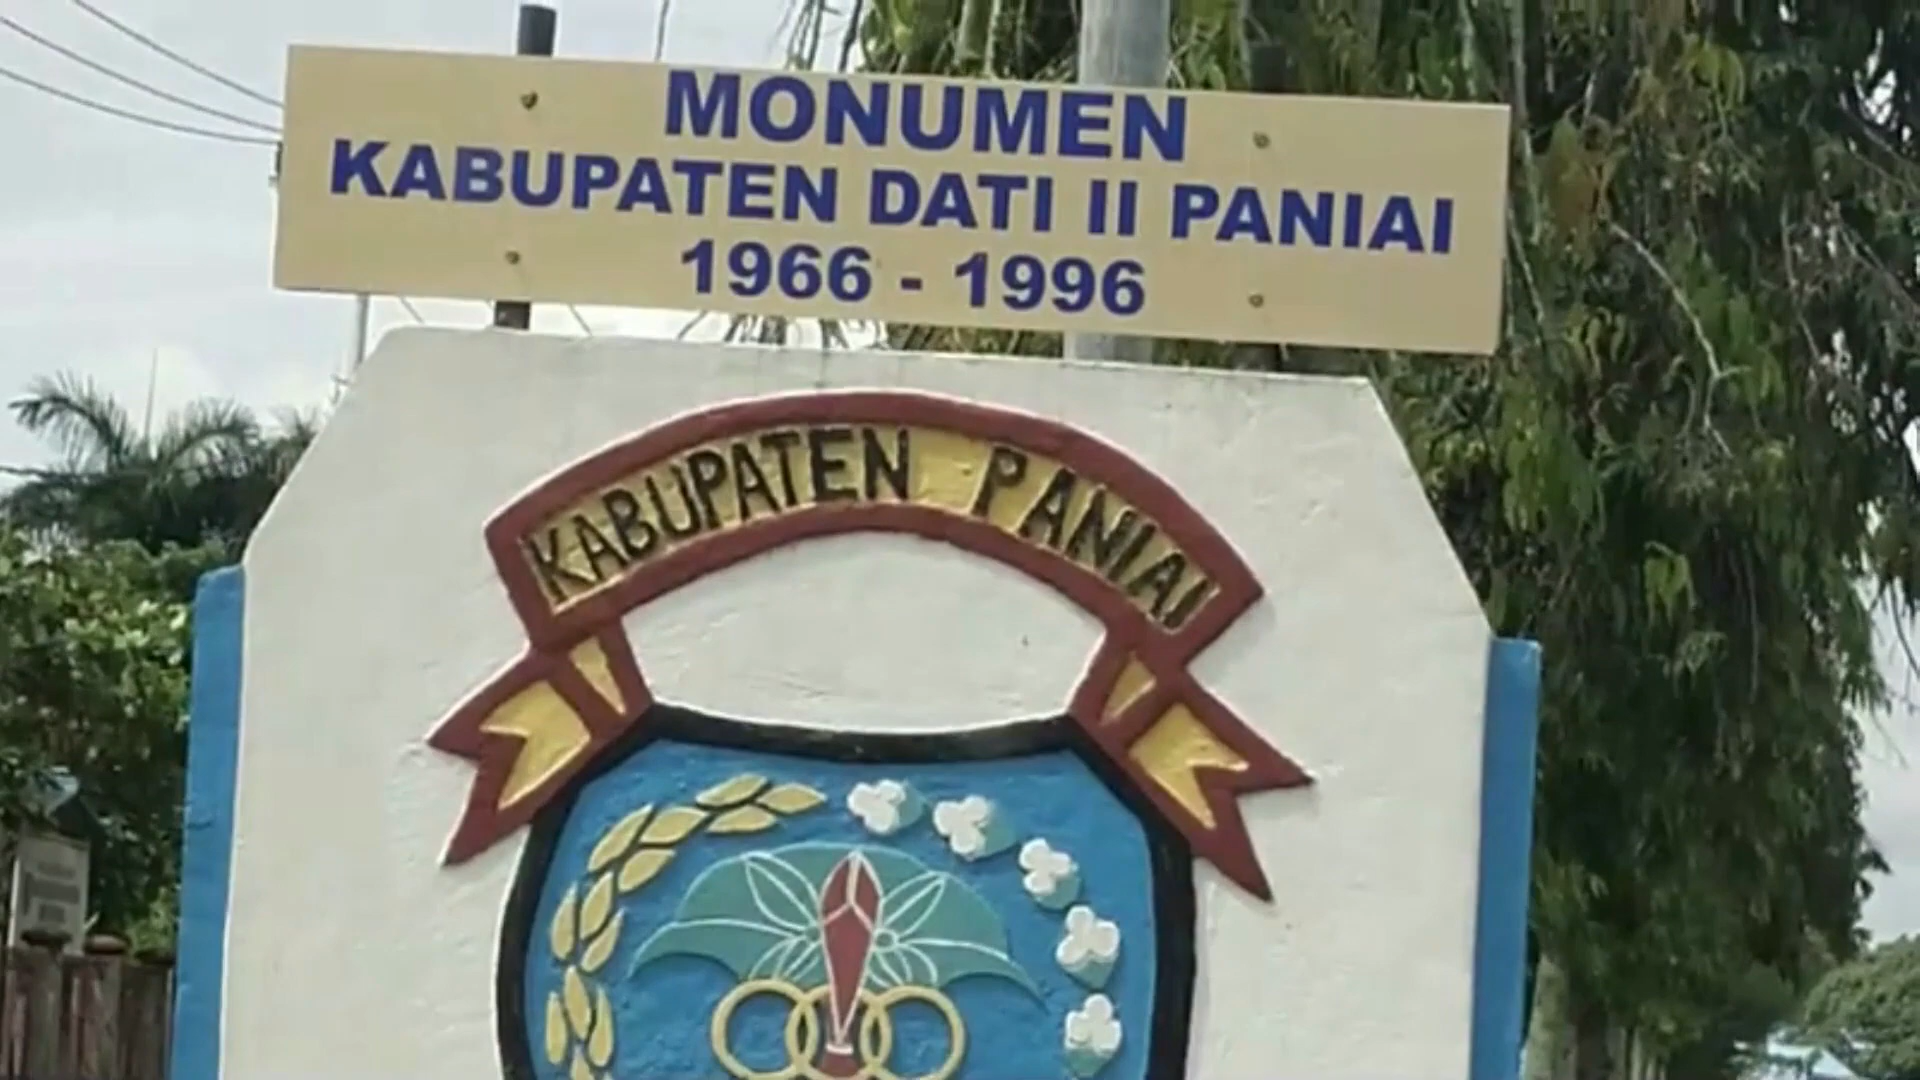 MONUMEN
KABUPATEN DATI II PANIAI
1966 - 1996
KABUPATEN PANIAI